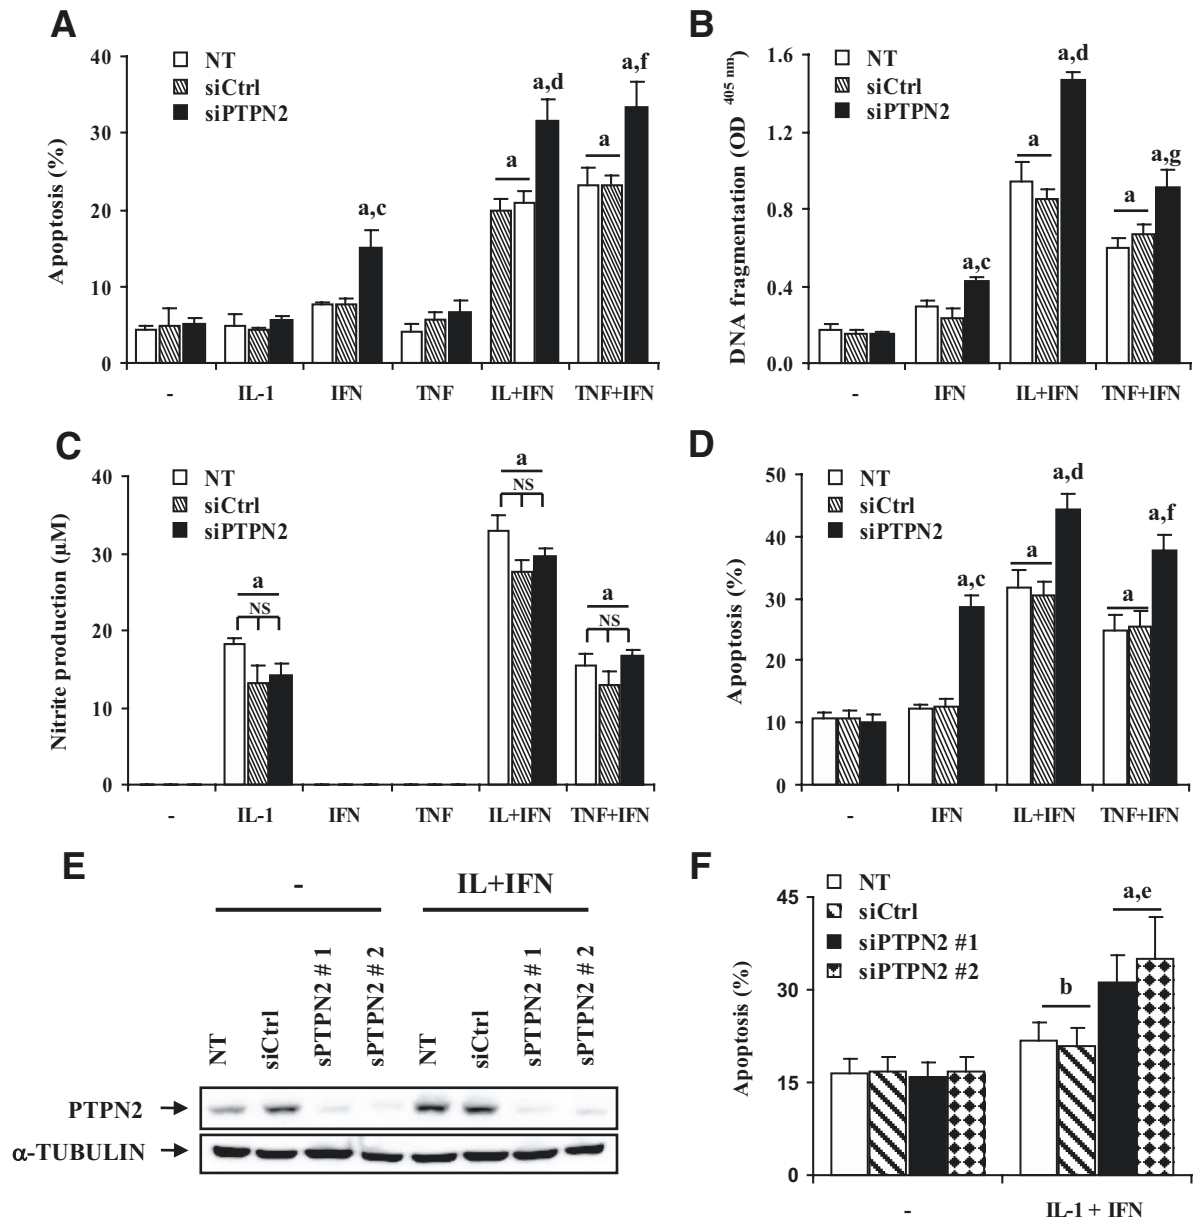 A
40
30
20
10
0
Apoptosis (%)
NT
siCtrl
siPTPN2
a,c
a
a,d
a
a,f
- IL-1 IFN TNF IL+IFN TNF+IFN
B
1.6
1.2
0.8
0.4
0.0
DNA fragmentation (OD 405 nm)
NT
siCtrl
siPTPN2
a,c
a
a,d
a
a,g
- IFN IL+IFN TNF+IFN
C
40
30
20
10
0
Nitrite production (µM)
NT
siCtrl
siPTPN2
a
NS
a
NS
a
NS
- IL-1 IFN TNF IL+IFN TNF+IFN
D
50
40
30
20
10
0
Apoptosis (%)
NT
siCtrl
siPTPN2
a,c
a
a,d
a
a,f
- IFN IL+IFN TNF+IFN
E
- IL+IFN
NT siCtrl sPTPN2 # 1 sPTPN2 # 2 NT siCtrl sPTPN2 # 1 sPTPN2 # 2
PTPN2
α-TUBULIN
F
45
30
15
0
Apoptosis (%)
NT
siCtrl
siPTPN2 #1
siPTPN2 #2
b
a,e
- IL-1 + IFN